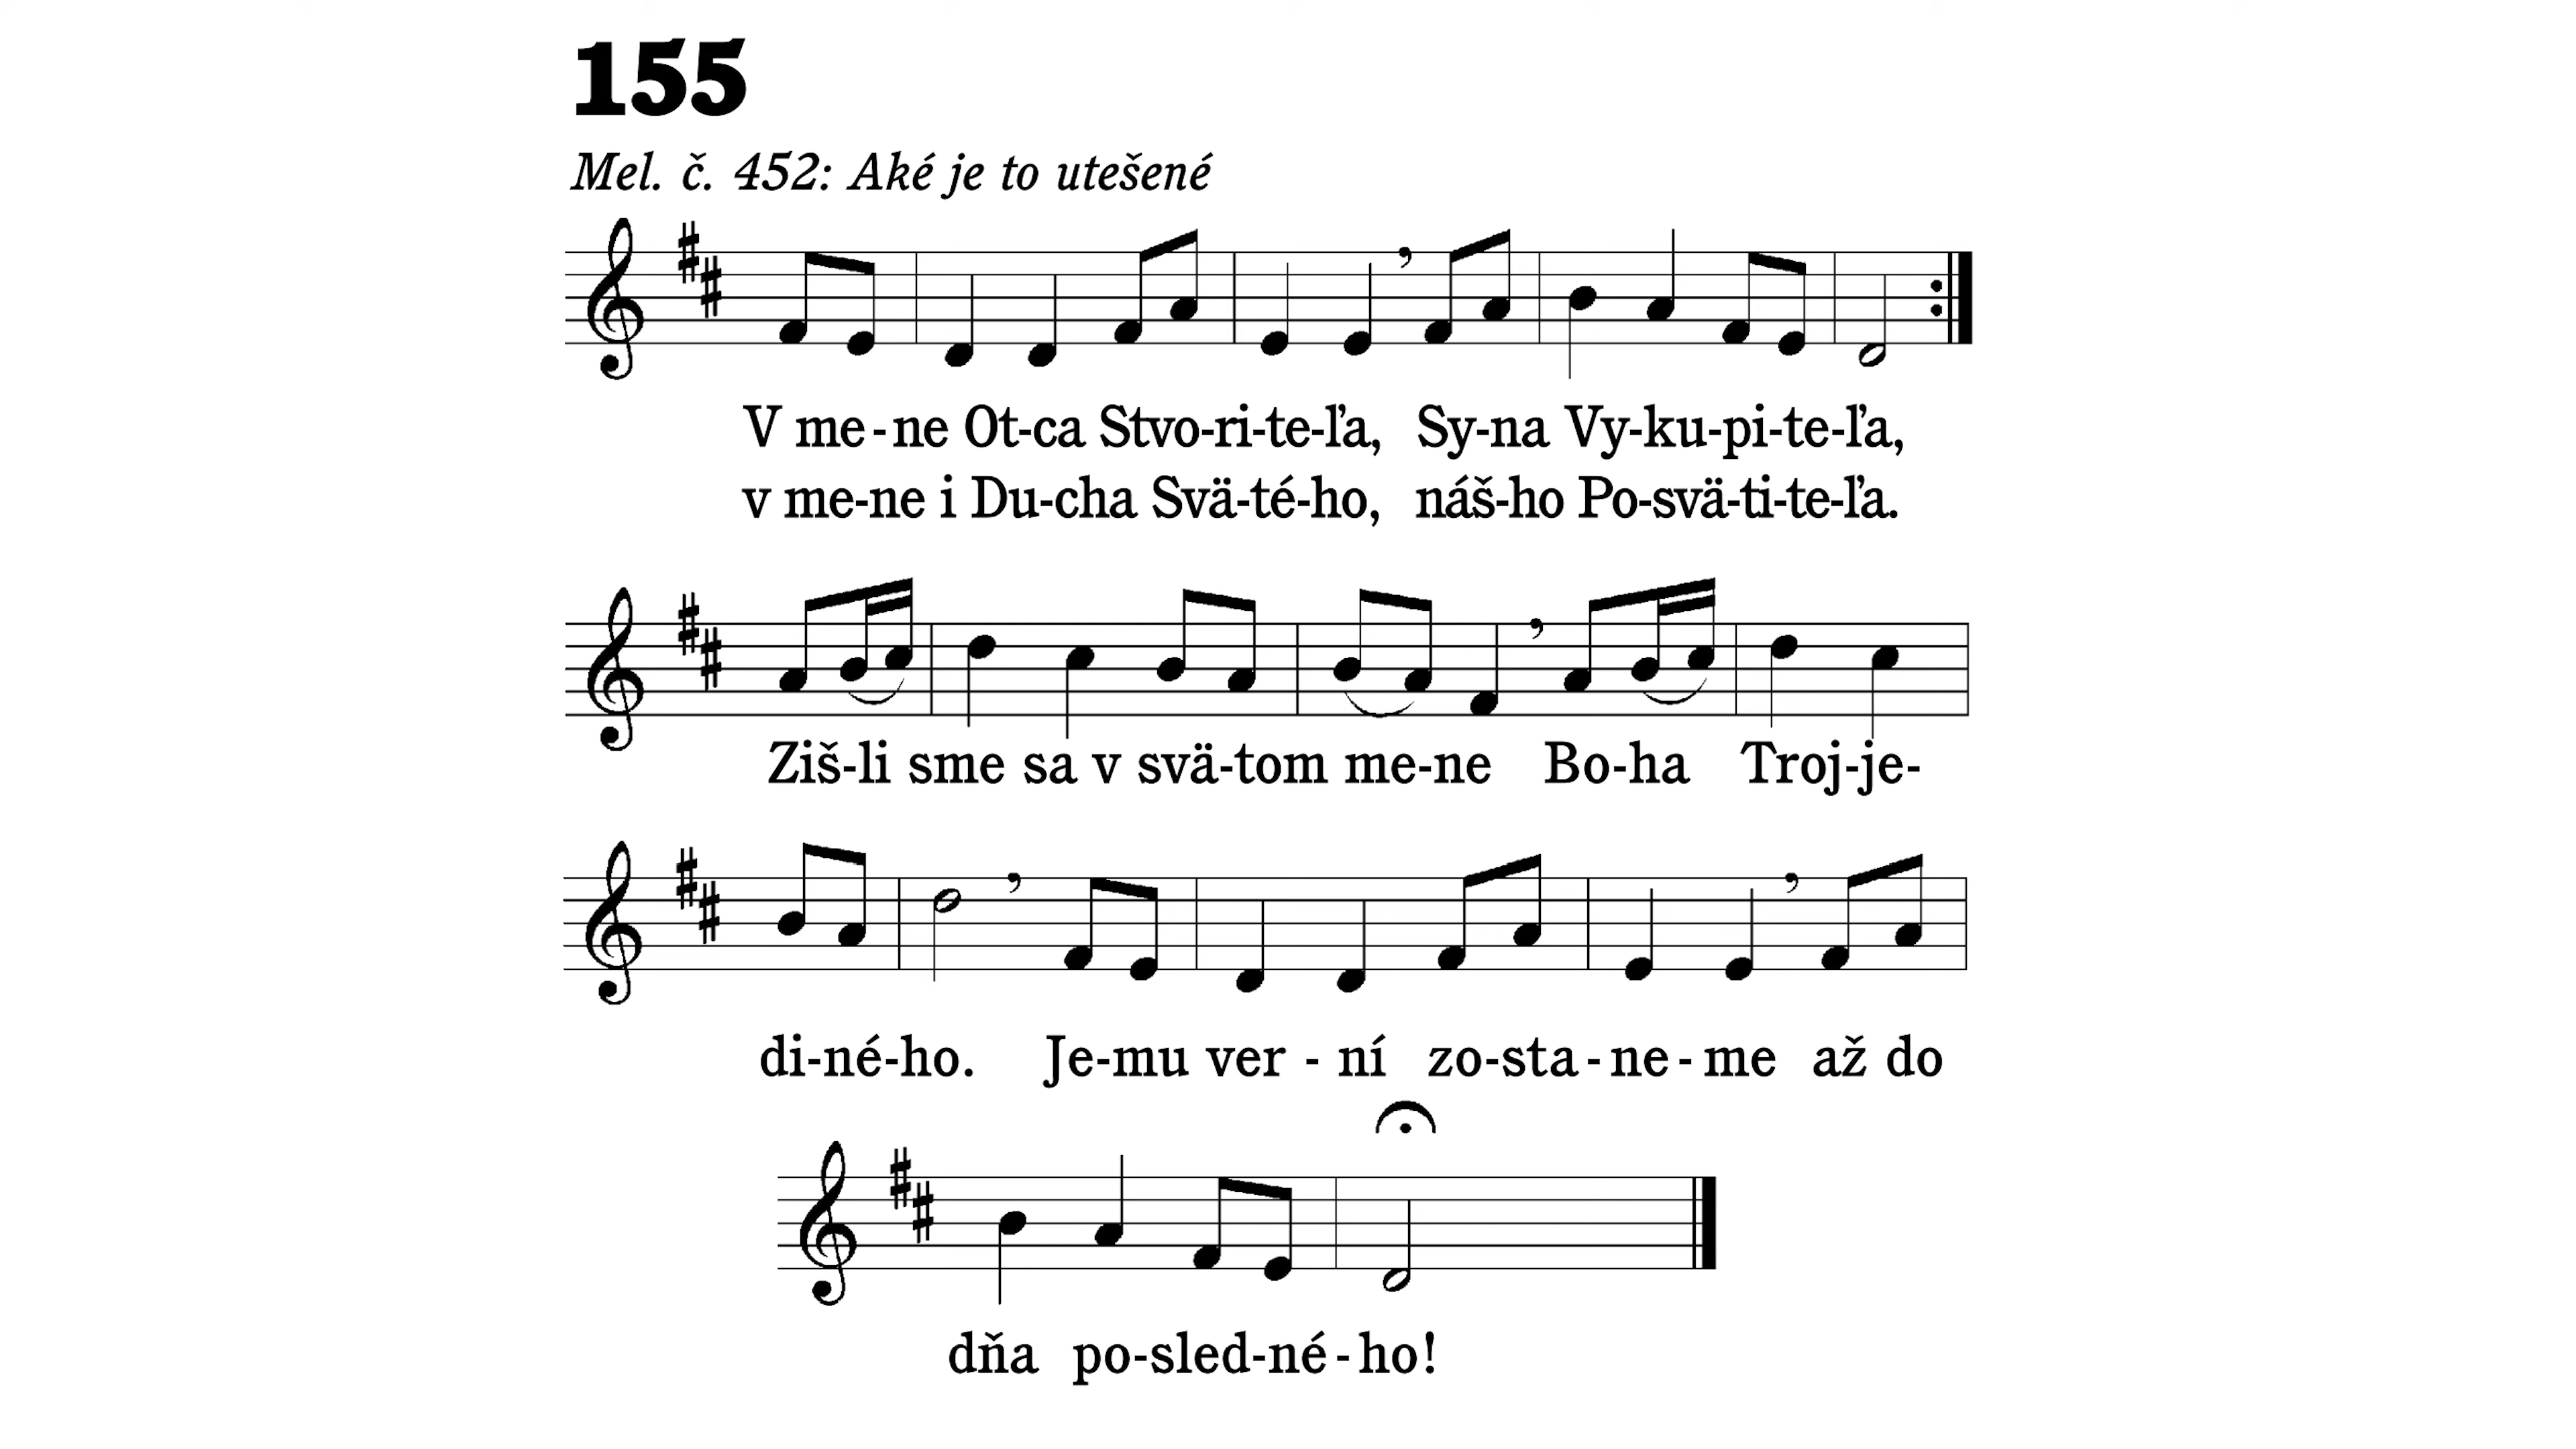 155
Mel. č. 452: Aké je to utešené
V me-ne Ot-ca Stvo-ri-te-ľa, Sy-na Vy-ku-pi-te-ľa,
v me-ne i Du-cha Svä-té-ho, náš-ho Po-svä-ti-te-ľa.
Ziš-li sme sa v svä-tom me-ne Bo-ha Troj-je-
di-né-ho. Je-mu ver - ní zo-sta-ne-me až do
dňa po-sled-né-ho!